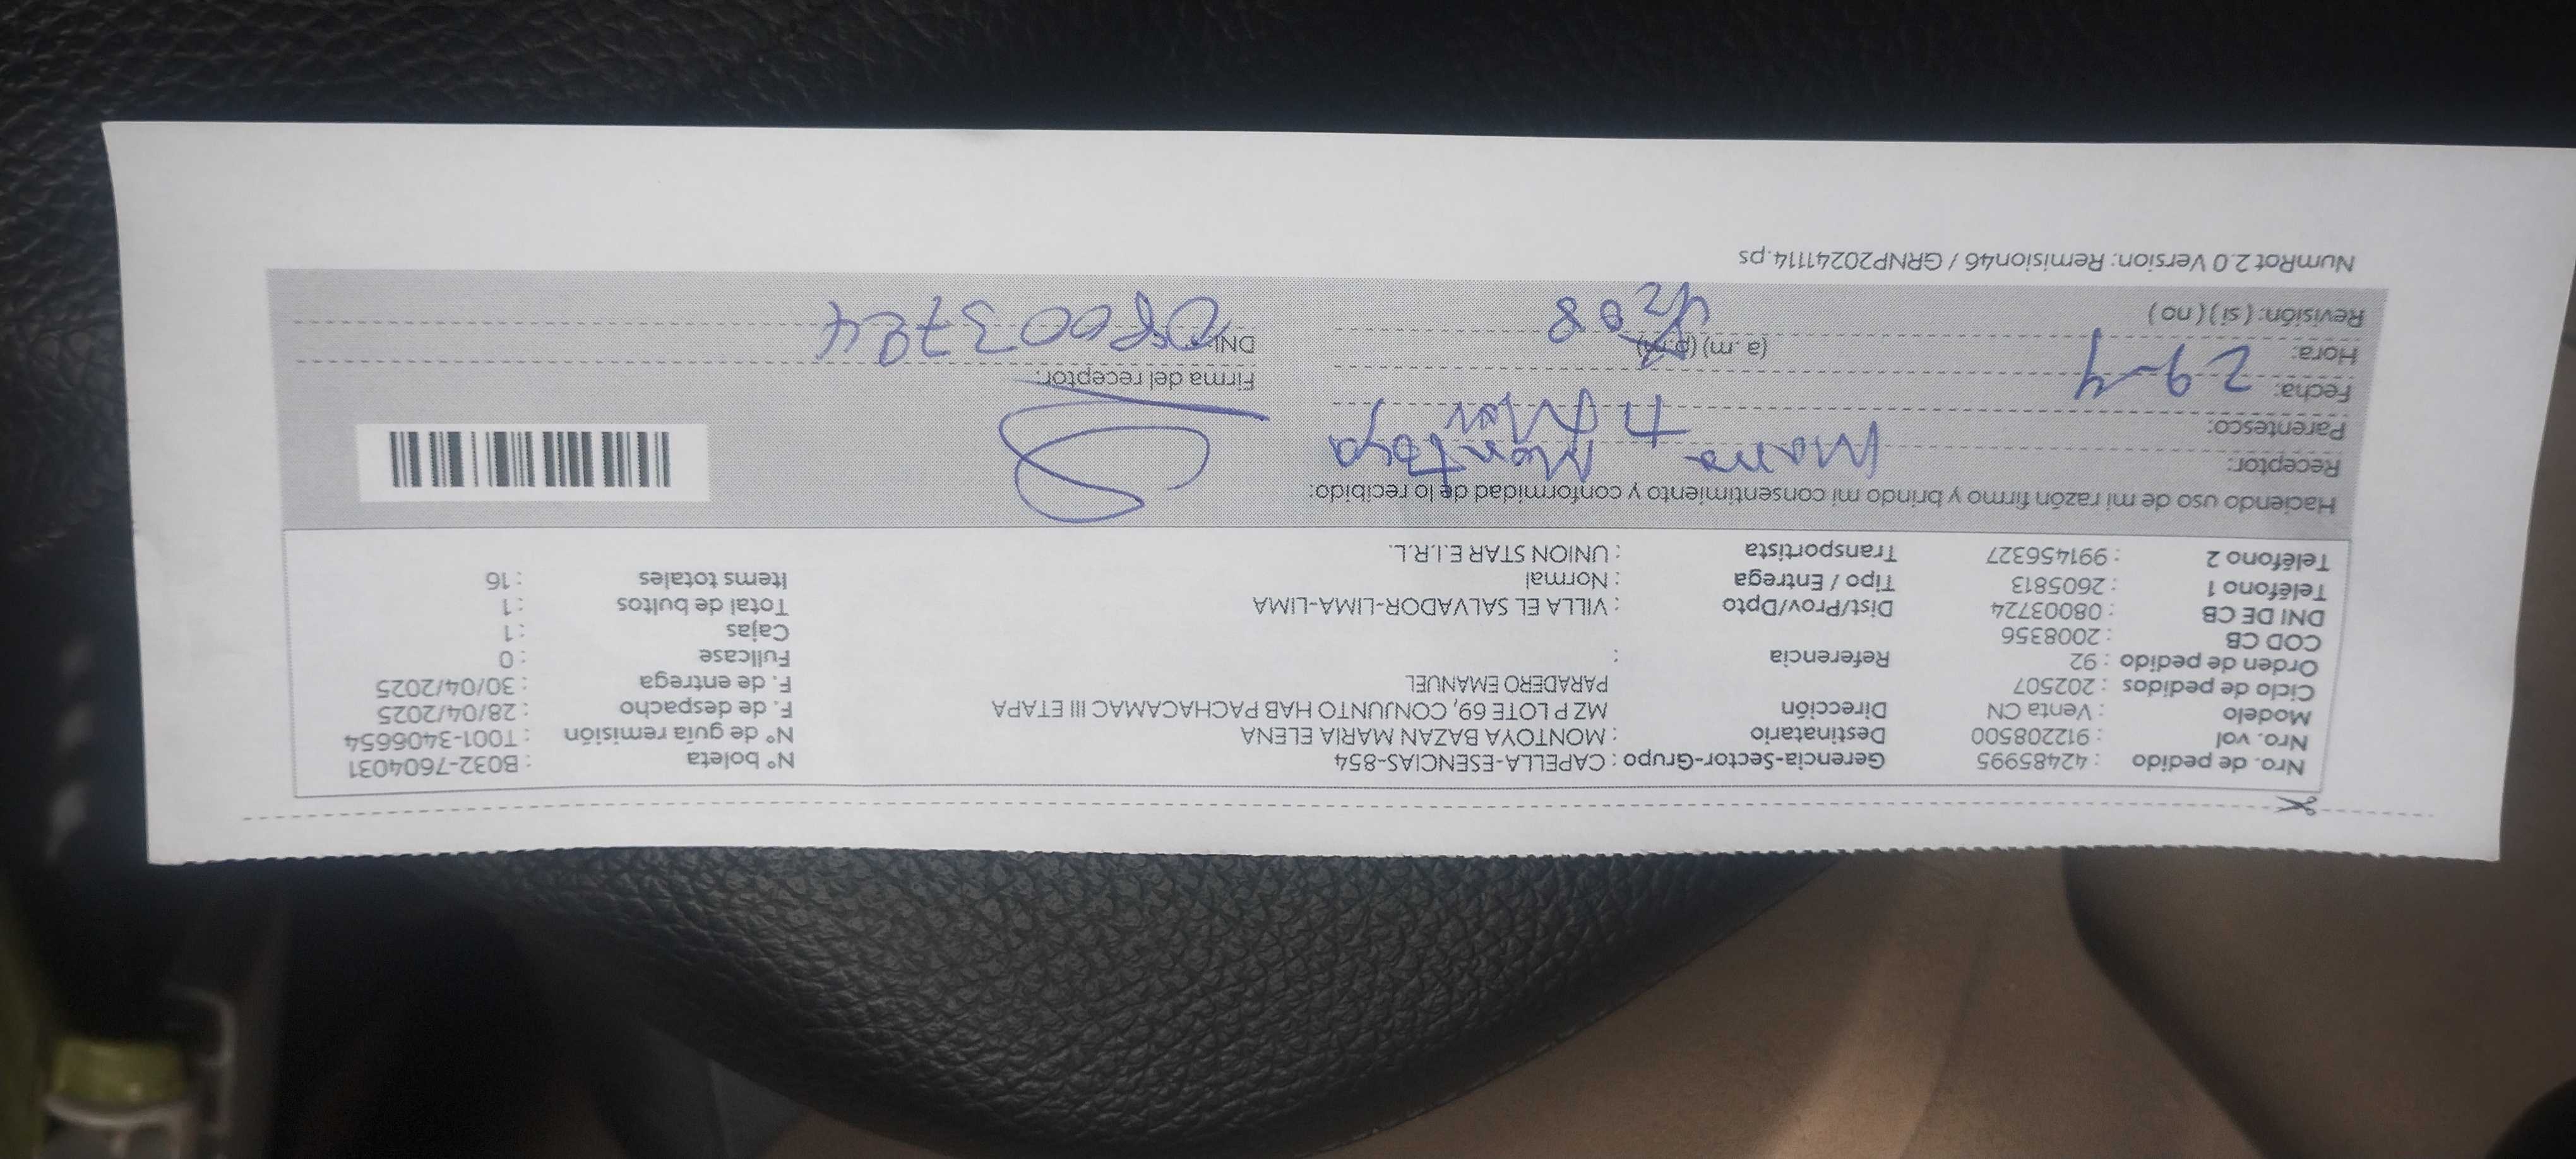 Nro. de pedido : 42485995 Gerencia-Sector-Grupo : CAPELLA-ESENCIAS-854 N° boleta : B032-7604031
Nro. vol : 912208500 Destinatario : MONTOYA BAZAN MARIA ELENA N° de guía remisión : T001-3406654
Modelo : Venta CN Dirección MZ P LOTE 69, CONJUNTO HAB PACHACAMAC III ETAPA F. de despacho : 28/04/2025
Ciclo de pedidos : 202507 PARADERO EMANUEL F. de entrega : 30/04/2025
Orden de pedido : 92 Referencia : Fullcase : 0
COD CB : 2008356 Cajas : 1
DNI DE CB : 08003724 Dist/Prov/Dpto : VILLA EL SALVADOR-LIMA-LIMA Total de bultos : 1
Teléfono 1 : 2605813 Tipo / Entrega : Normal Items totales : 16
Teléfono 2 : 991456327 Transportista : UNION STAR E.I.R.L.
Haciendo uso de mi razón firmo y brindo mi consentimiento y conformidad de lo recibido:
Receptor: Maria Montoya
Parentesco:
Fecha: 29-4 Firma del receptor:
Hora: (a.m) (p.m) DNI:
Revisión: ( si ) ( no )
NumRot 2.0 Version: Remision46 / GRNP20241114.ps